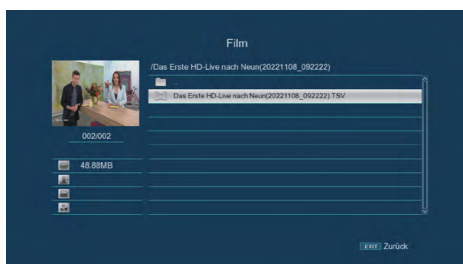 Film
/Das Erste HD-Live nach Neun(20221108_092222)
..
Das Erste HD-Live nach Neun(20221108_092222).TSV
002/002
48.88MB
EXIT Zurück